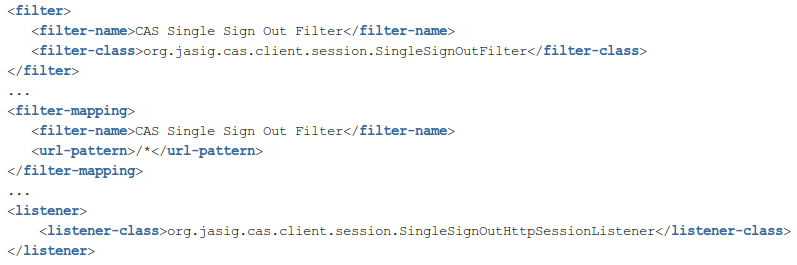 <filter>
   <filter-name>CAS Single Sign Out Filter</filter-name>
   <filter-class>org.jasig.cas.client.session.SingleSignOutFilter</filter-class>
</filter>
...
<filter-mapping>
   <filter-name>CAS Single Sign Out Filter</filter-name>
   <url-pattern>/*</url-pattern>
</filter-mapping>
...
<listener>
    <listener-class>org.jasig.cas.client.session.SingleSignOutHttpSessionListener</listener-class>
</listener>